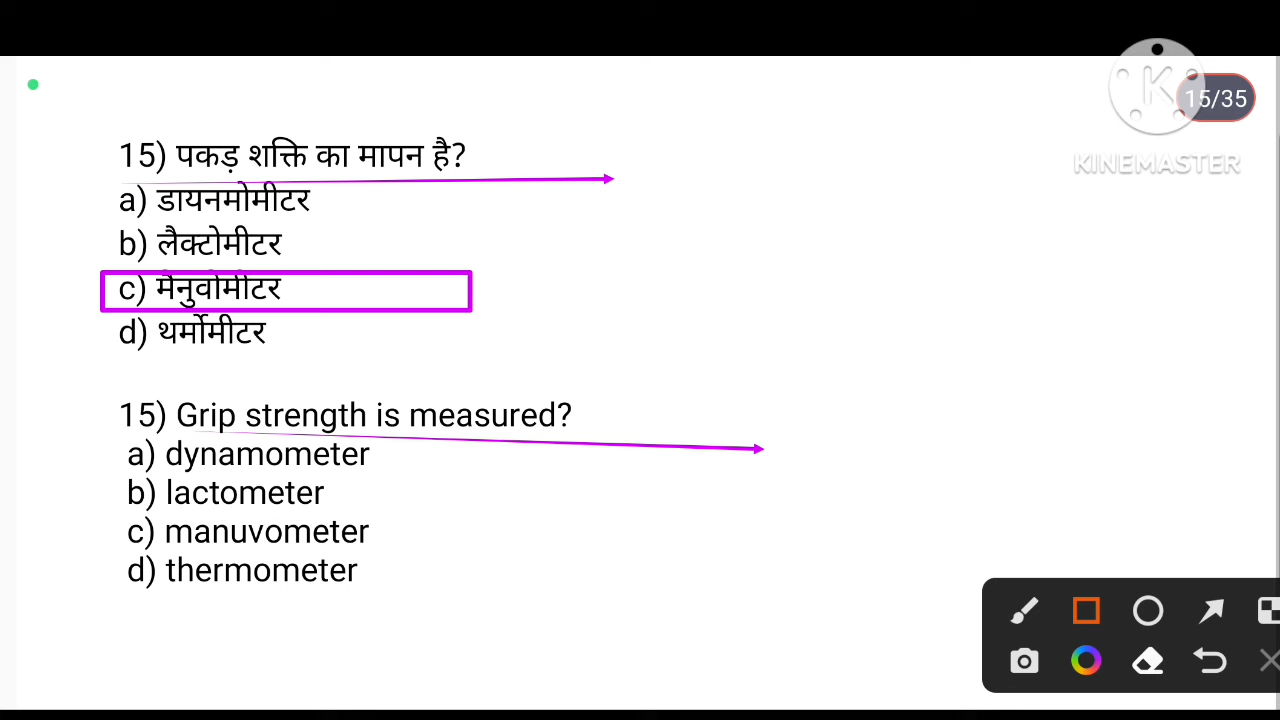 15/35
KINEMASTER
15) पकड़ शक्ति का मापन है?
a) डायनमोमीटर
b) लैक्टोमीटर
c) मैनुवोमीटर
d) थर्मोमीटर
15) Grip strength is measured?
a) dynamometer
b) lactometer
c) manuvometer
d) thermometer